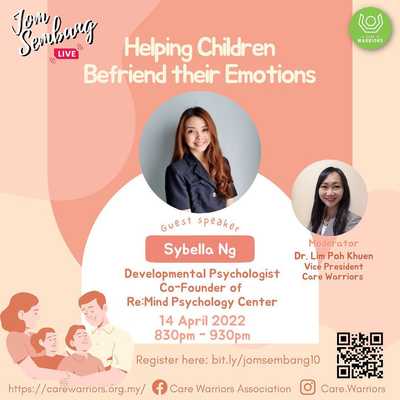 Jom
Sembang
LIVE
CARE
WARRIORS
Helping Children
Befriend their Emotions
Guest speaker
Sybella Ng
Developmental Psychologist
Co-Founder of
Re:Mind Psychology Center
14 April 2022
830pm - 930pm
Moderator
Dr. Lim Poh Khuen
Vice President
Care Warriors
Register here: bit.ly/jomsembang10
https://carewarriors.org.my/
Care Warriors Association
Care.Warriors